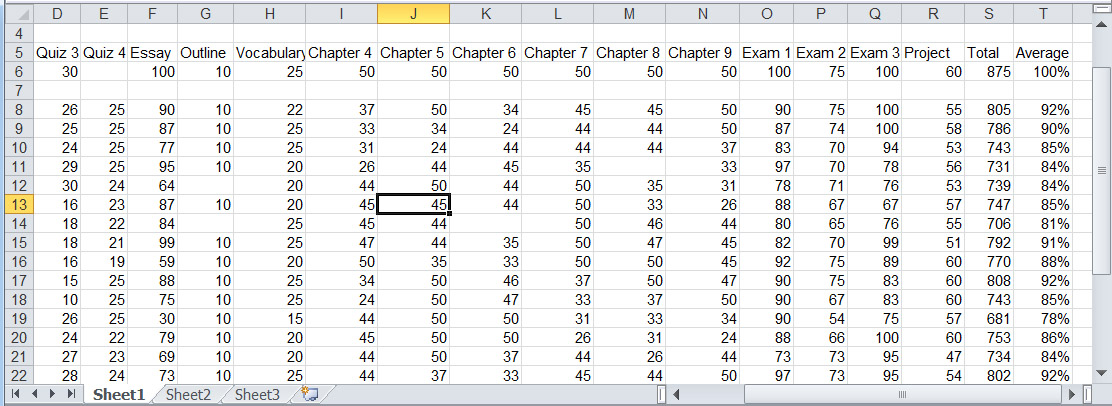 D E F G H I J K L M N O P Q R S T
4
5 Quiz 3 Quiz 4 Essay Outline Vocabulary Chapter 4 Chapter 5 Chapter 6 Chapter 7 Chapter 8 Chapter 9 Exam 1 Exam 2 Exam 3 Project Total Average
6 30 100 10 25 50 50 50 50 50 50 100 75 100 60 875 100%
7
8 26 25 90 10 22 37 50 34 45 45 50 90 75 100 55 805 92%
9 25 25 87 10 25 33 34 24 44 44 50 87 74 100 58 786 90%
10 24 25 77 10 25 31 24 44 44 44 37 83 70 94 53 743 85%
11 29 25 95 10 20 26 44 45 35 33 97 70 78 56 731 84%
12 30 24 64 20 44 50 44 50 35 31 78 71 76 53 739 84%
13 16 23 87 10 20 45 45 44 50 33 26 88 67 67 57 747 85%
14 18 22 84 25 45 44 50 46 44 80 65 76 55 706 81%
15 18 21 99 10 25 47 44 35 50 47 45 82 70 99 51 792 91%
16 16 19 59 10 20 50 35 33 50 50 45 92 75 89 60 770 88%
17 15 25 88 10 25 34 50 46 37 50 47 90 75 83 60 808 92%
18 10 25 75 10 25 24 50 47 33 37 50 90 67 83 60 743 85%
19 26 25 30 10 15 44 50 50 31 33 34 90 54 75 57 681 78%
20 24 22 79 10 20 45 50 50 26 31 24 88 66 100 60 753 86%
21 27 23 69 10 20 44 50 37 44 26 44 73 73 95 47 734 84%
22 28 24 73 10 25 44 37 33 45 44 50 97 73 95 54 802 92%
Sheet1 Sheet2 Sheet3